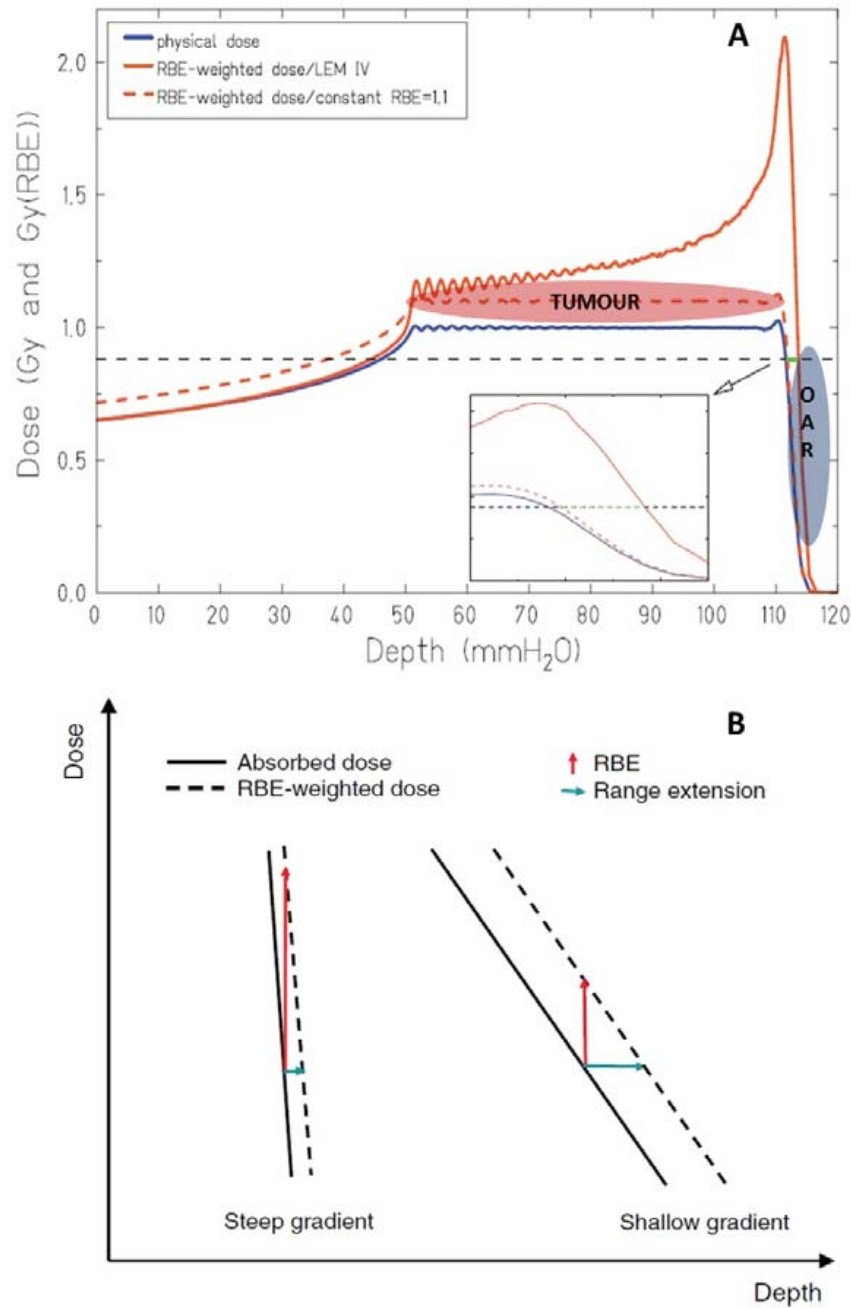 A
physical dose
RBE-weighted dose/LEM IV
RBE-weighted dose/constant RBE=1.1
Dose (Gy and Gy(RBE))
2.0
1.5
1.0
0.5
0.0
TUMOUR
O
A
R
0 10 20 30 40 50 60 70 80 90 100 110 120
Depth (mmH₂O)
B
Dose
Absorbed dose
RBE-weighted dose
RBE
Range extension
Steep gradient
Shallow gradient
Depth